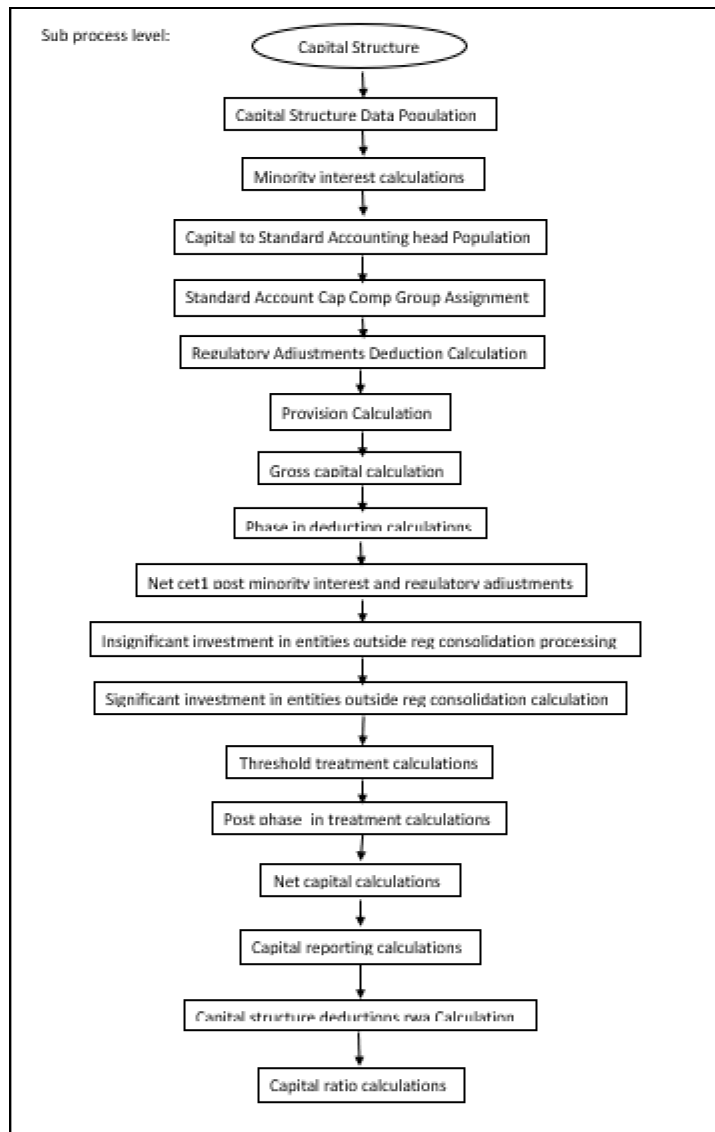 Sub process level:
Capital Structure
Capital Structure Data Population
Minority interest calculations
Capital to Standard Accounting head Population
Standard Account Cap Comp Group Assignment
Regulatory Adjustments Deduction Calculation
Provision Calculation
Gross capital calculation
Phase in deduction calculations
Net cet1 post minority interest and regulatory adjustments
Insignificant investment in entities outside reg consolidation processing
Significant investment in entities outside reg consolidation calculation
Threshold treatment calculations
Post phase in treatment calculations
Net capital calculations
Capital reporting calculations
Capital structure deductions rwa Calculation
Capital ratio calculations